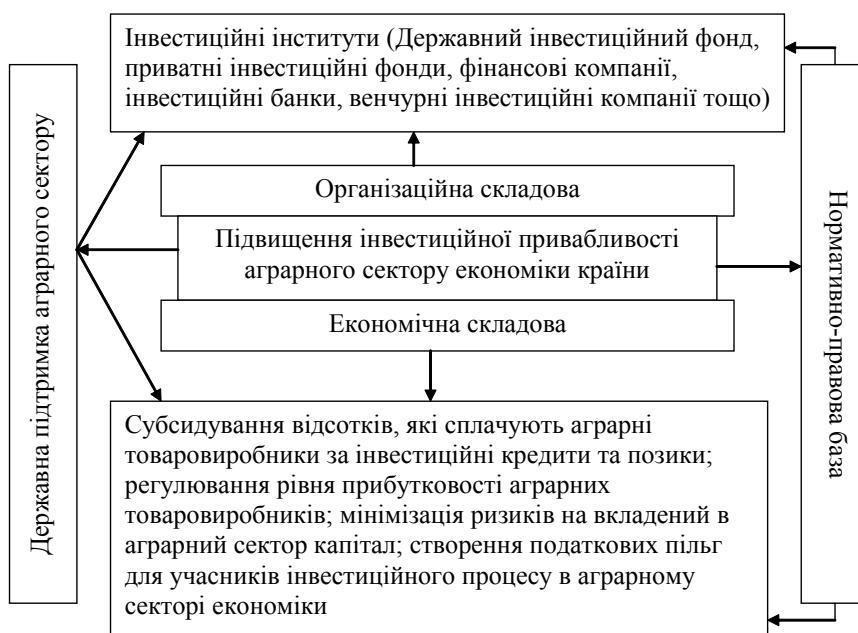 Інвестиційні інститути (Державний інвестиційний фонд,
приватні інвестиційні фонди, фінансові компанії,
інвестиційні банки, венчурні інвестиційні компанії тощо)
Державна підтримка аграрного сектору
Організаційна складова
Підвищення інвестиційної привабливості
аграрного сектору економіки країни
Економічна складова
Нормативно-правова база
Субсидування відсотків, які сплачують аграрні
товаровиробники за інвестиційні кредити та позики;
регулювання рівня прибутковості аграрних
товаровиробників; мінімізація ризиків на вкладений в
аграрний сектор капітал; створення податкових пільг
для учасників інвестиційного процесу в аграрному
секторі економіки